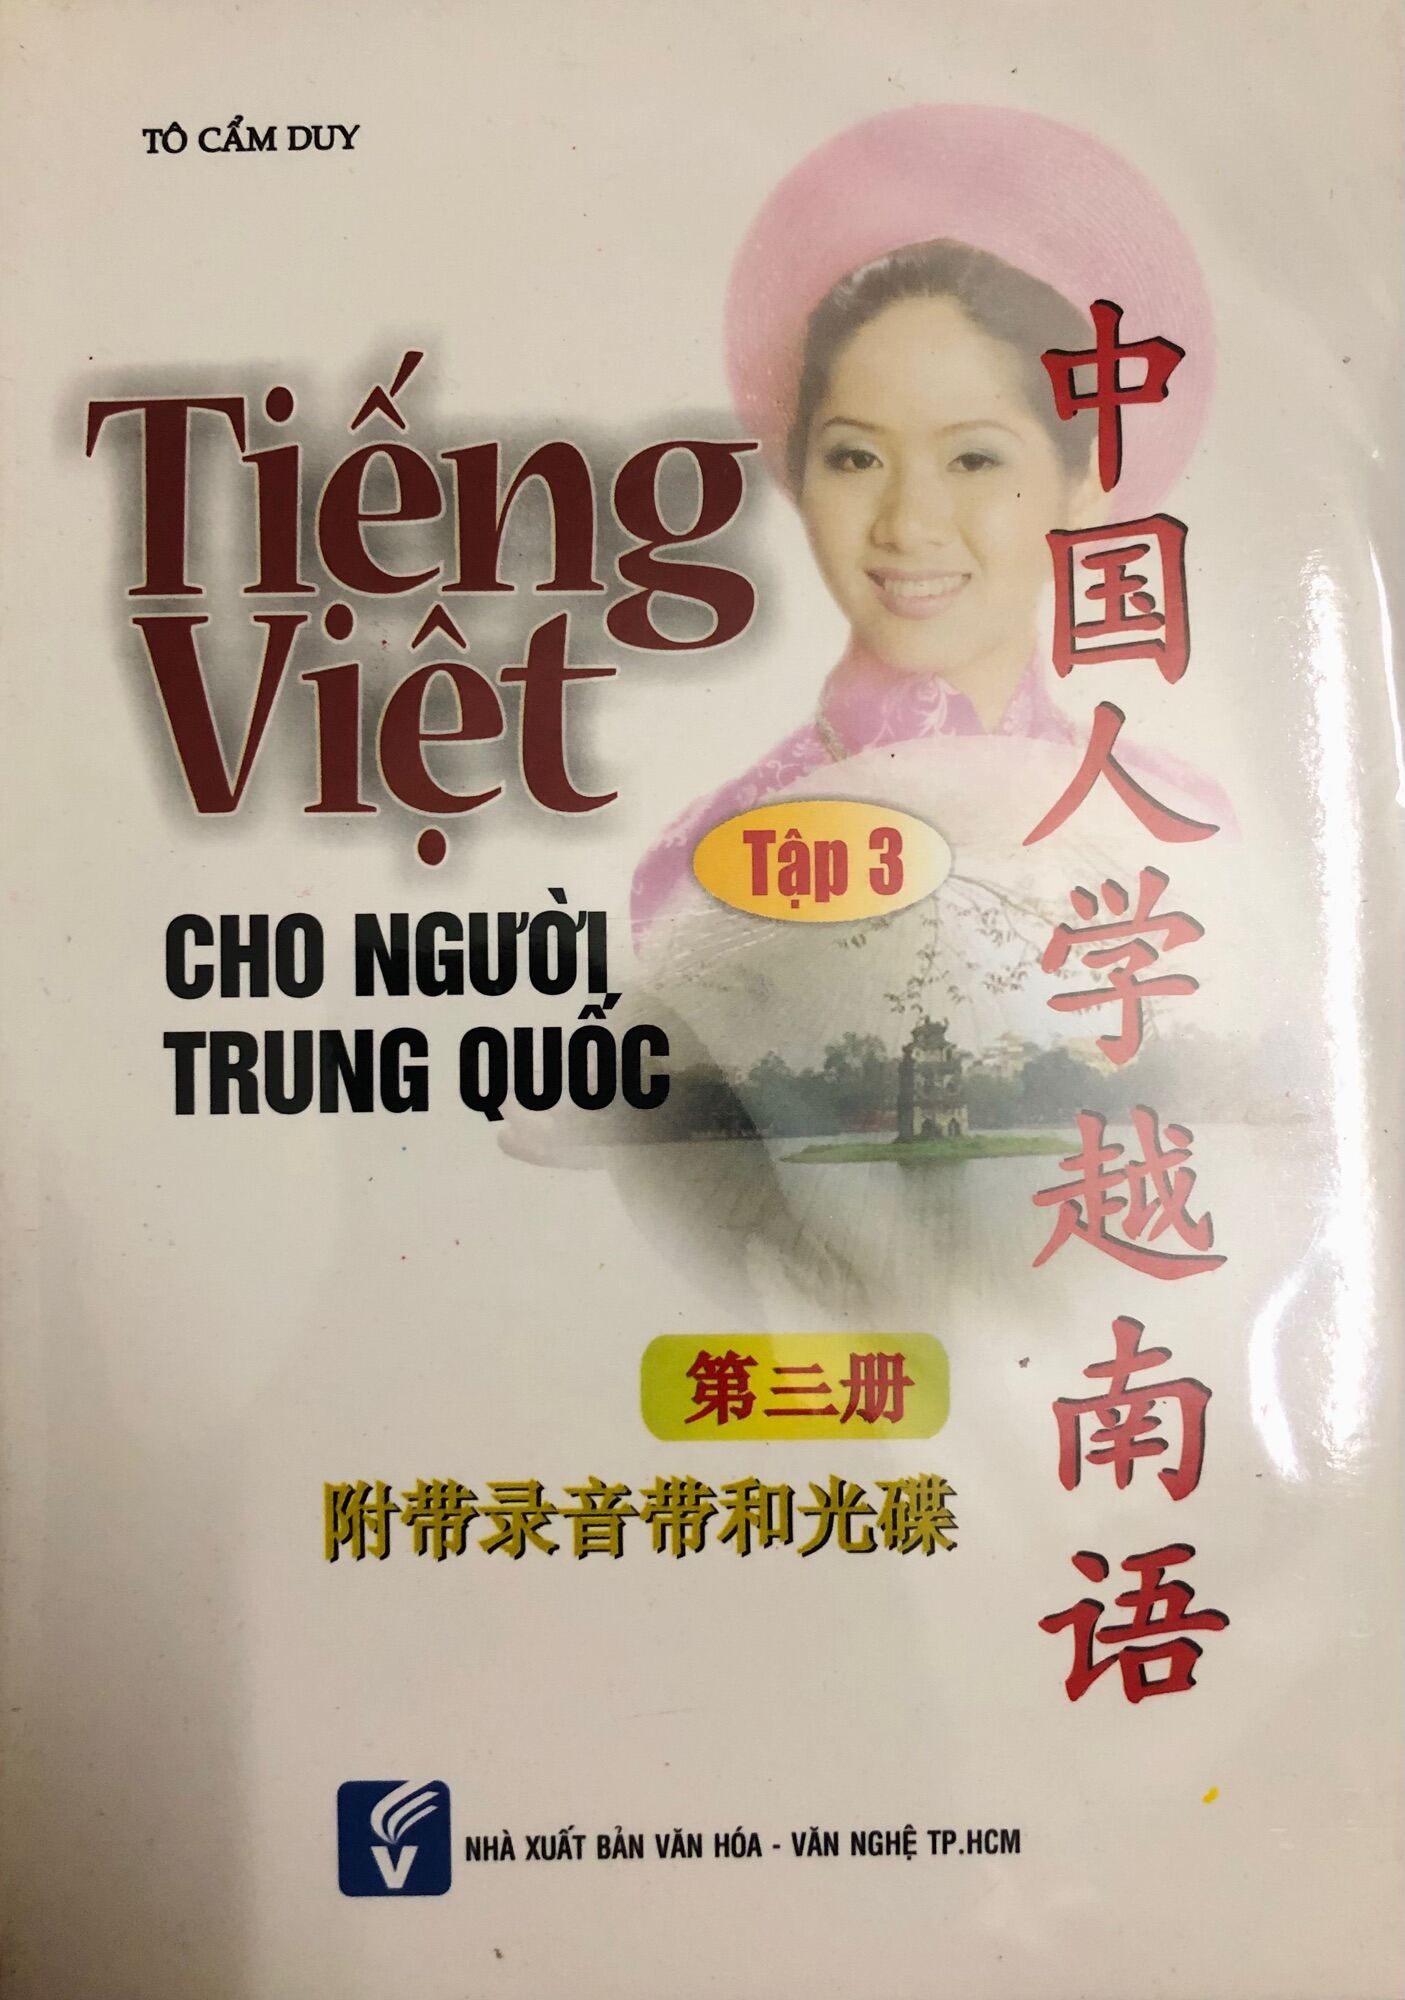 TÔ CẨM DUY
Tiếng
Việt
Tập 3
CHO NGƯỜI
TRUNG QUỐC
中国人学越南语
第三册
附带录音带和光碟
V
NHÀ XUẤT BẢN VĂN HÓA - VĂN NGHỆ TP.HCM